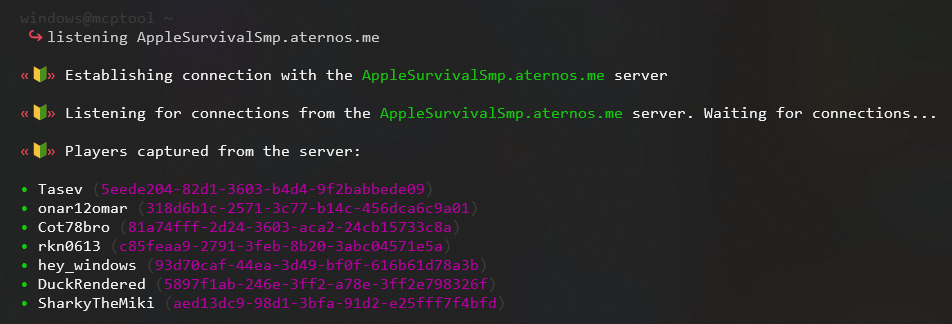 windows@mcptool ~
↪ listening AppleSurvivalSmp.aternos.me
«🔰» Establishing connection with the AppleSurvivalSmp.aternos.me server
«🔰» Listening for connections from the AppleSurvivalSmp.aternos.me server. Waiting for connections...
«🔰» Players captured from the server:
• Tasev (5eede204-82d1-3603-b4d4-9f2babbede09)
• onar12omar (318d6b1c-2571-3c77-b14c-456dca6c9a01)
• Cot78bro (81a74fff-2d24-3603-aca2-24cb15733c8a)
• rkn0613 (c85feaa9-2791-3feb-8b20-3abc04571e5a)
• hey_windows (93d70caf-44ea-3d49-bf0f-616b61d78a3b)
• DuckRendered (5897f1ab-246e-3ff2-a78e-3ff2e798326f)
• SharkyTheMiki (aed13dc9-98d1-3bfa-91d2-e25fff7f4bfd)